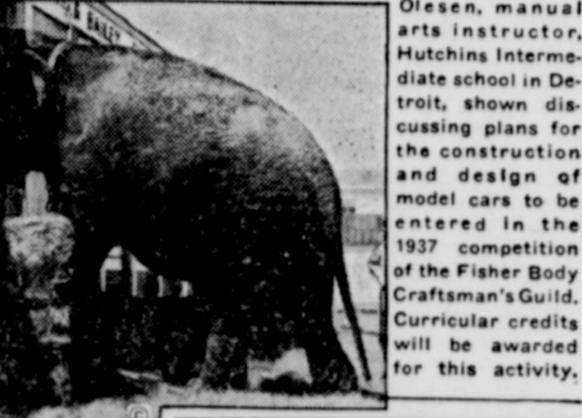 & BAILEY
Olesen, manual
arts instructor,
Hutchins Interme-
diate school in De-
troit, shown dis-
cussing plans for
the construction
and design of
model cars to be
entered in the
1937 competition
of the Fisher Body
Craftsman's Guild.
Curricular credits
will be awarded
for this activity.
©